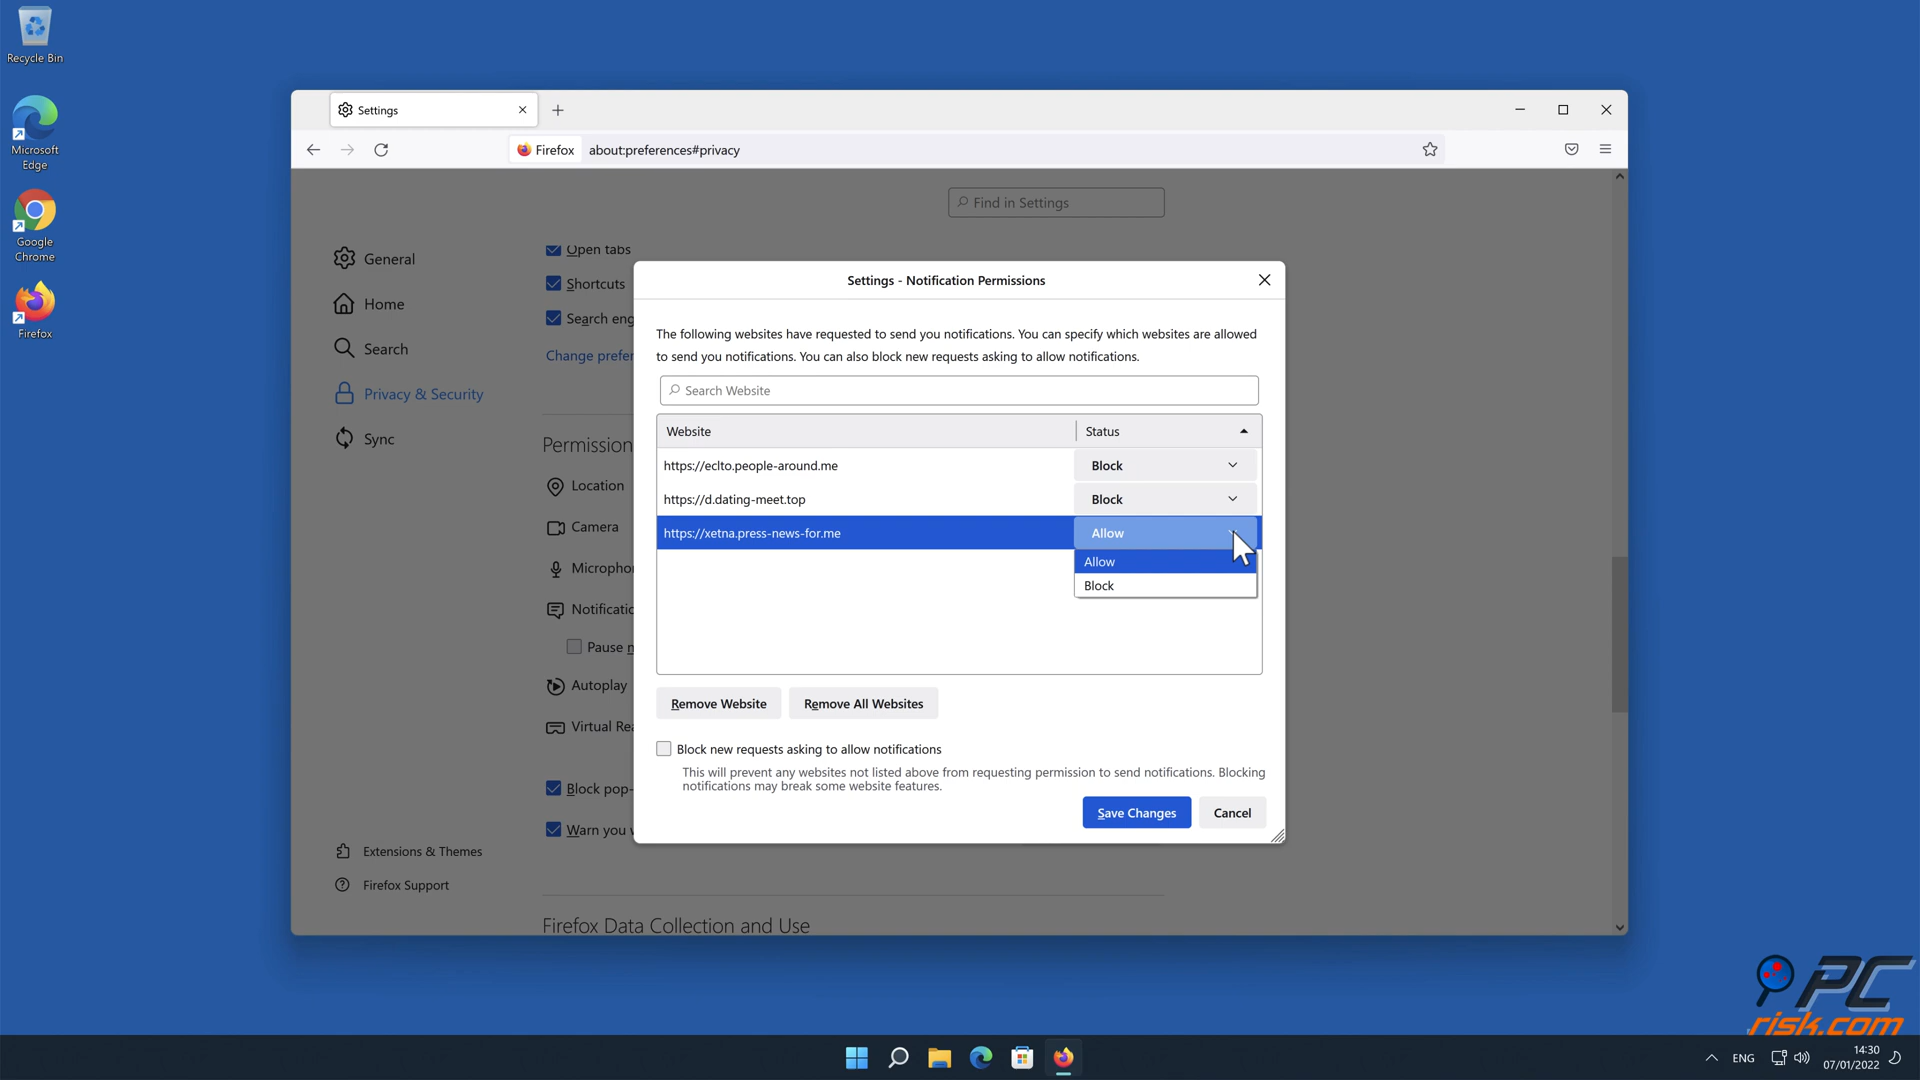 Recycle Bin
Microsoft
Edge
Google
Chrome
Firefox
Settings
Firefox
about:preferences#privacy
Find in Settings
General
Home
Search
Privacy & Security
Sync
Extensions & Themes
Firefox Support
Open tabs
Shortcuts
Search eng
Change prefer
Permission
Location
Camera
Microphon
Notificatio
Pause n
Autoplay
Virtual Rea
Block pop-
Warn you w
Firefox Data Collection and Use
Settings - Notification Permissions
The following websites have requested to send you notifications. You can specify which websites are allowed
to send you notifications. You can also block new requests asking to allow notifications.
Search Website
Website Status
https://eclto.people-around.me Block
https://d.dating-meet.top Block
https://xetna.press-news-for.me Allow
Allow
Block
Remove Website Remove All Websites
Block new requests asking to allow notifications
This will prevent any websites not listed above from requesting permission to send notifications. Blocking
notifications may break some website features.
Save Changes Cancel
PC
risk.com
ENG
14:30
07/01/2022